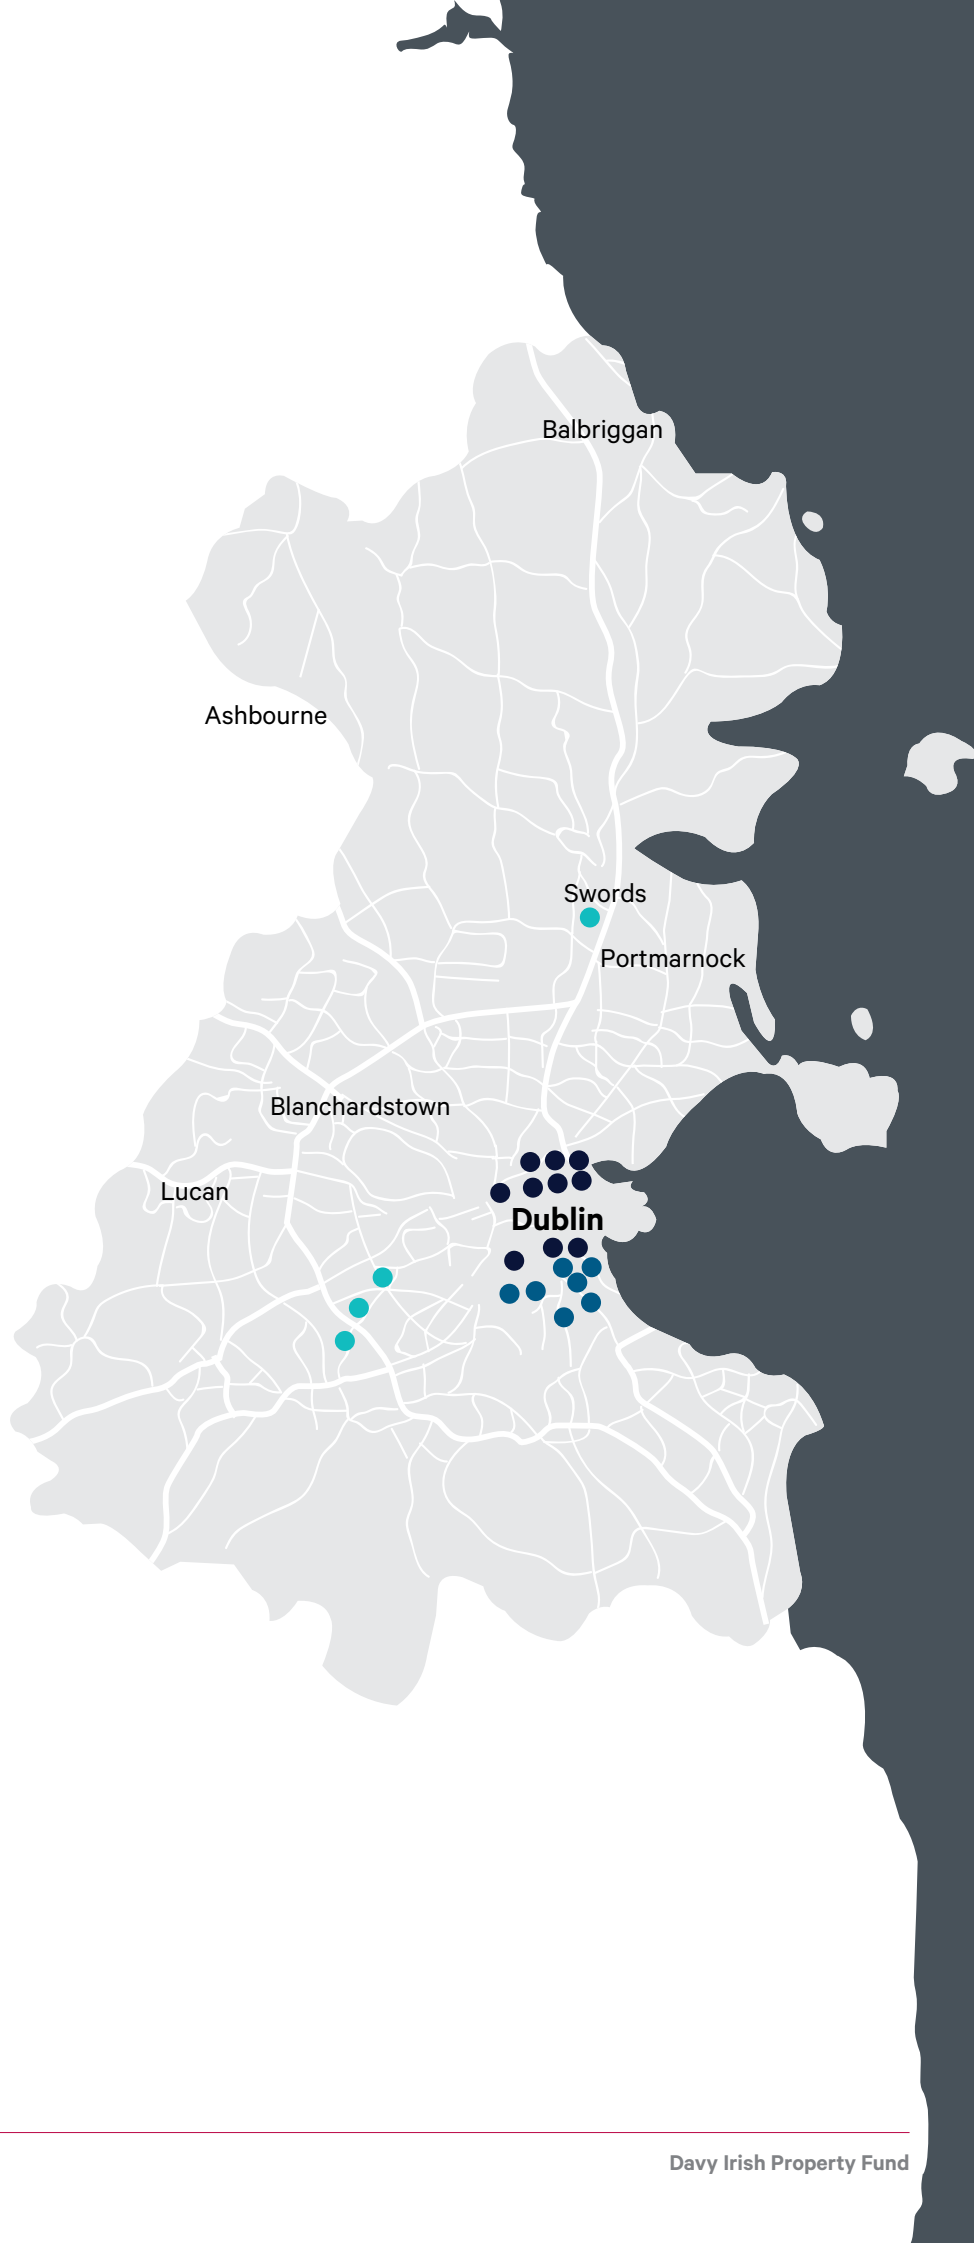 Balbriggan
Ashbourne
Swords
Portmarnock
Blanchardstown
Lucan
Dublin
Davy Irish Property Fund